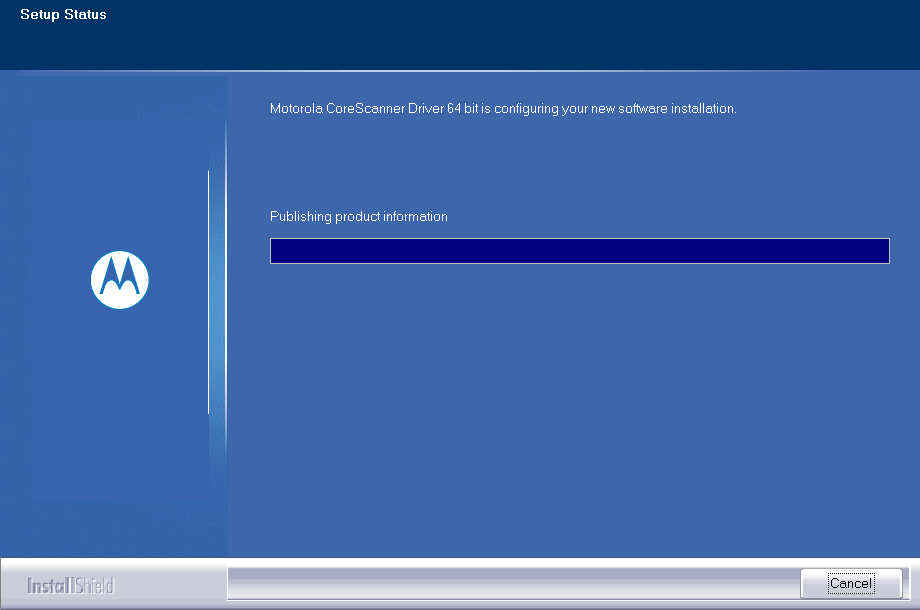 Setup Status
Motorola CoreScanner Driver 64 bit is configuring your new software installation.
Publishing product information
InstallShield
Cancel